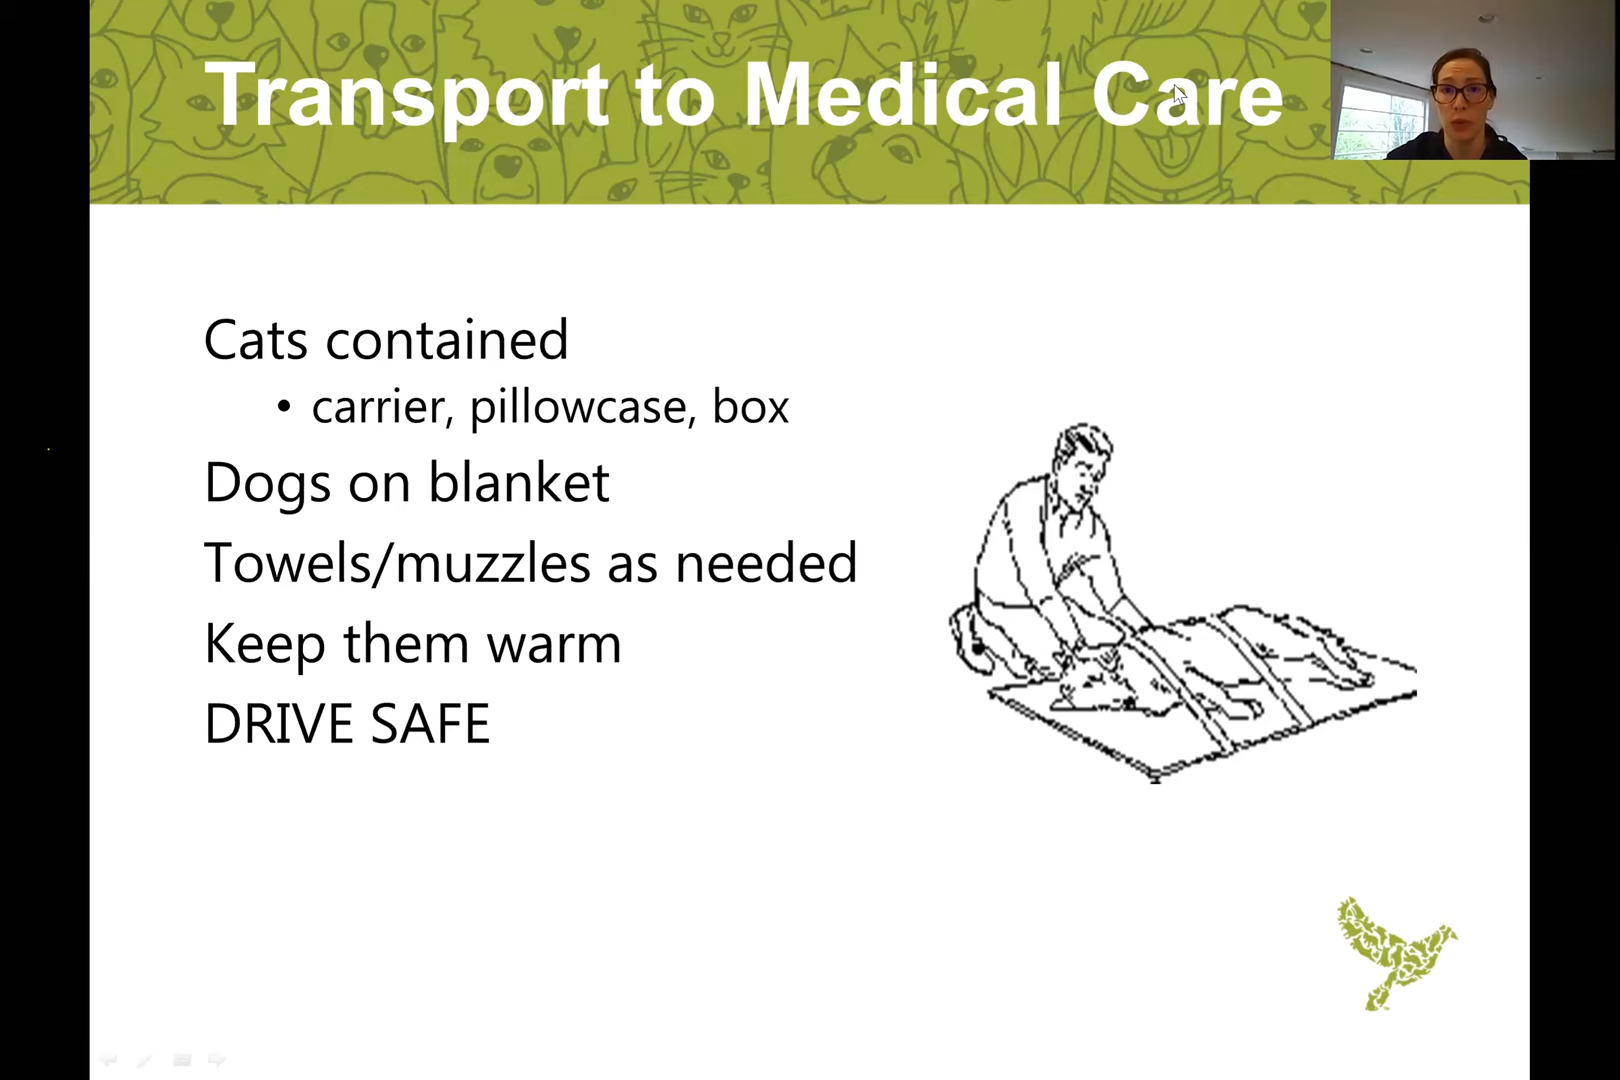 Transport to Medical Care
Cats contained
• carrier, pillowcase, box
Dogs on blanket
Towels/muzzles as needed
Keep them warm
DRIVE SAFE